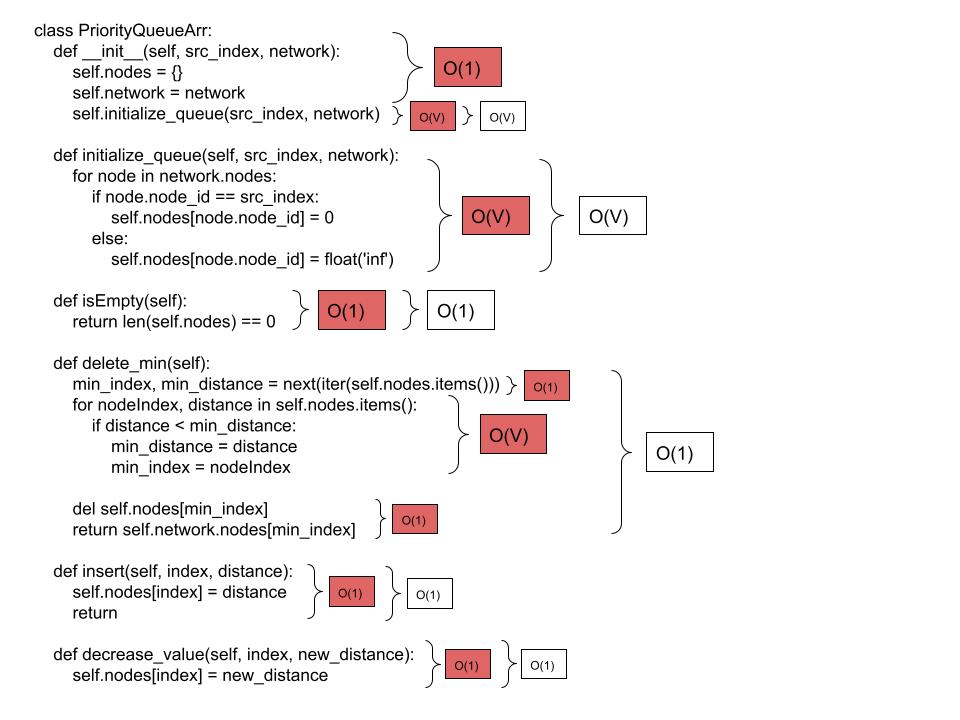 class PriorityQueueArr:
def __init__(self, src_index, network):
self.nodes = {}
self.network = network
O(1)
self.initialize_queue(src_index, network) O(V) O(V)
def initialize_queue(self, src_index, network):
for node in network.nodes:
if node.node_id == src_index:
self.nodes[node.node_id] = 0
O(V) O(V)
else:
self.nodes[node.node_id] = float('inf')
def isEmpty(self):
return len(self.nodes) == 0
O(1) O(1)
def delete_min(self):
min_index, min_distance = next(iter(self.nodes.items())) O(1)
for nodeIndex, distance in self.nodes.items():
if distance < min_distance:
min_distance = distance
min_index = nodeIndex
O(V)
O(1)
del self.nodes[min_index]
return self.network.nodes[min_index]
O(1)
def insert(self, index, distance):
self.nodes[index] = distance
return
O(1) O(1)
def decrease_value(self, index, new_distance):
self.nodes[index] = new_distance
O(1) O(1)